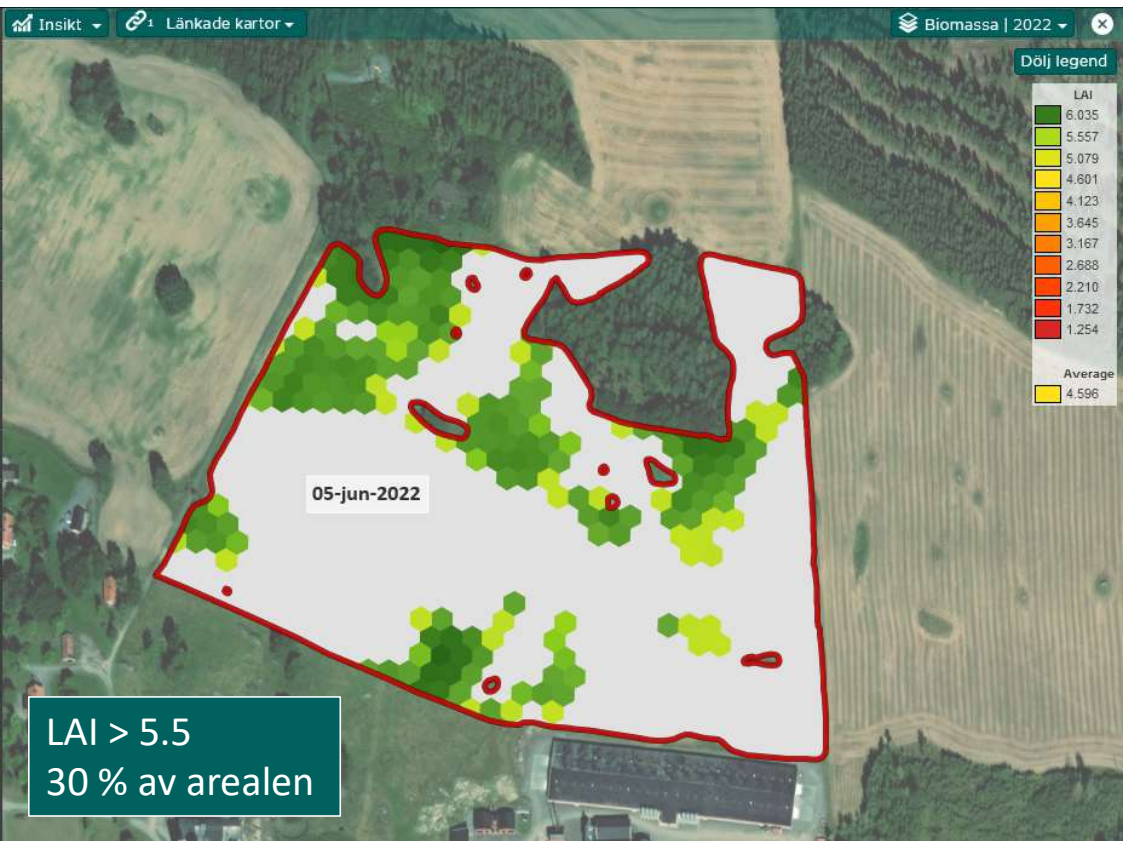 Insikt
1 Länkade kartor
Biomassa | 2022
Dölj legend
LAI
6.035
5.557
5.079
4.601
4.123
3.645
3.167
2.688
2.210
1.732
1.254
Average
4.596
05-jun-2022
LAI > 5.5
30 % av arealen